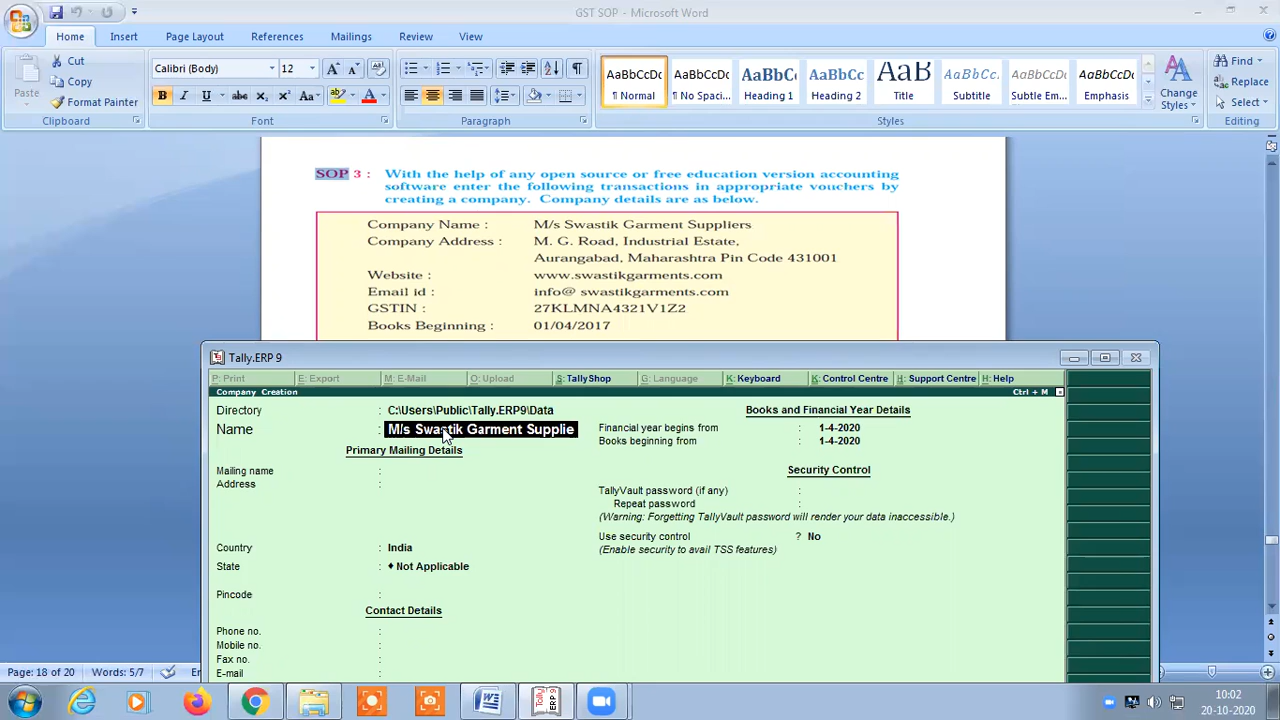 GST SOP - Microsoft Word
Home Insert Page Layout References Mailings Review View
Paste
Cut
Copy
Format Painter
Clipboard
Calibri (Body) 12
Font
Paragraph
AaBbCcDc AaBbCcDc AaBbCc AaBbCc AaB AaBbCc. AaBbCcDc AaBbCcDc
¶ Normal ¶ No Spaci... Heading 1 Heading 2 Title Subtitle Subtle Em... Emphasis
Change Styles
Styles
Find
Replace
Select
Editing
SOP 3 : With the help of any open source or free education version accounting
software enter the following transactions in appropriate vouchers by
creating a company. Company details are as below.
Company Name : M/s Swastik Garment Suppliers
Company Address : M. G. Road, Industrial Estate,
Aurangabad, Maharashtra Pin Code 431001
Website : www.swastikgarments.com
Email id : info@ swastikgarments.com
GSTIN : 27KLMNA4321V1Z2
Books Beginning : 01/04/2017
Tally.ERP 9
P: Print E: Export M: E-Mail O: Upload S: TallyShop G: Language K: Keyboard K: Control Centre H: Support Centre H: Help
Company Creation Ctrl + M
Directory : C:\Users\Public\Tally.ERP9\Data
Name : M/s Swastik Garment Supplie
Primary Mailing Details
Mailing name :
Address :
Country : India
State : ♦ Not Applicable
Pincode :
Contact Details
Phone no. :
Mobile no. :
Fax no. :
E-mail :
Books and Financial Year Details
Financial year begins from : 1-4-2020
Books beginning from : 1-4-2020
Security Control
TallyVault password (if any) :
Repeat password :
(Warning: Forgetting TallyVault password will render your data inaccessible.)
Use security control ? No
(Enable security to avail TSS features)
Page: 18 of 20 Words: 5/7
10:02
20-10-2020